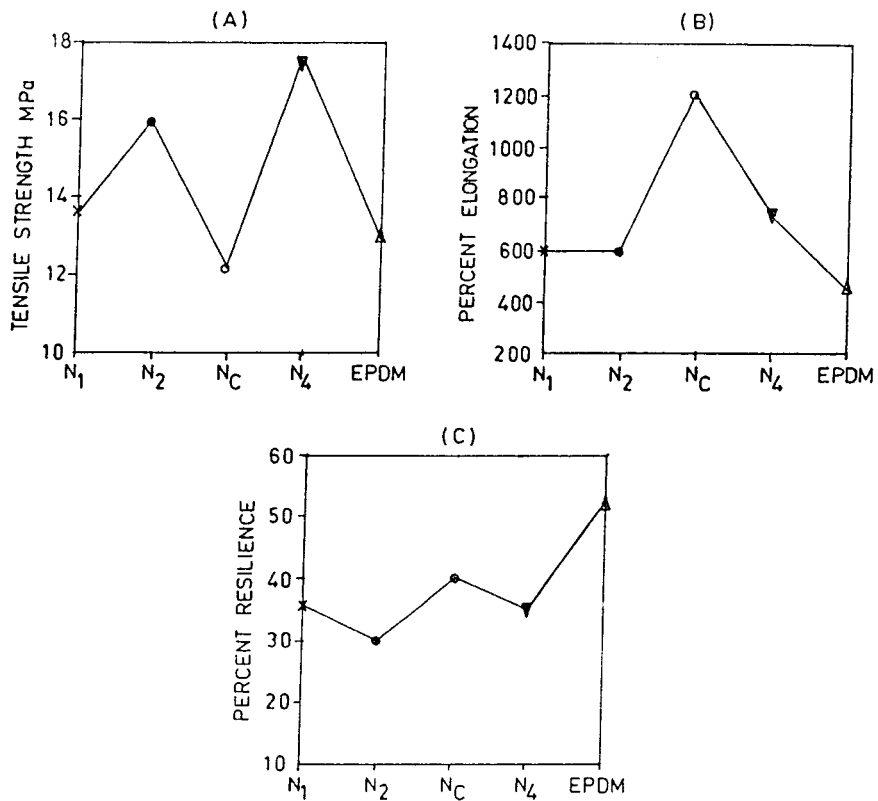 (A)
TENSILE STRENGTH MPa
18
16
14
12
10
N1 N2 NC N4 EPDM
(B)
PERCENT ELONGATION
1400
1200
1000
800
600
400
200
N1 N2 NC N4 EPDM
(C)
PERCENT RESILIENCE
60
50
40
30
20
10
N1 N2 NC N4 EPDM